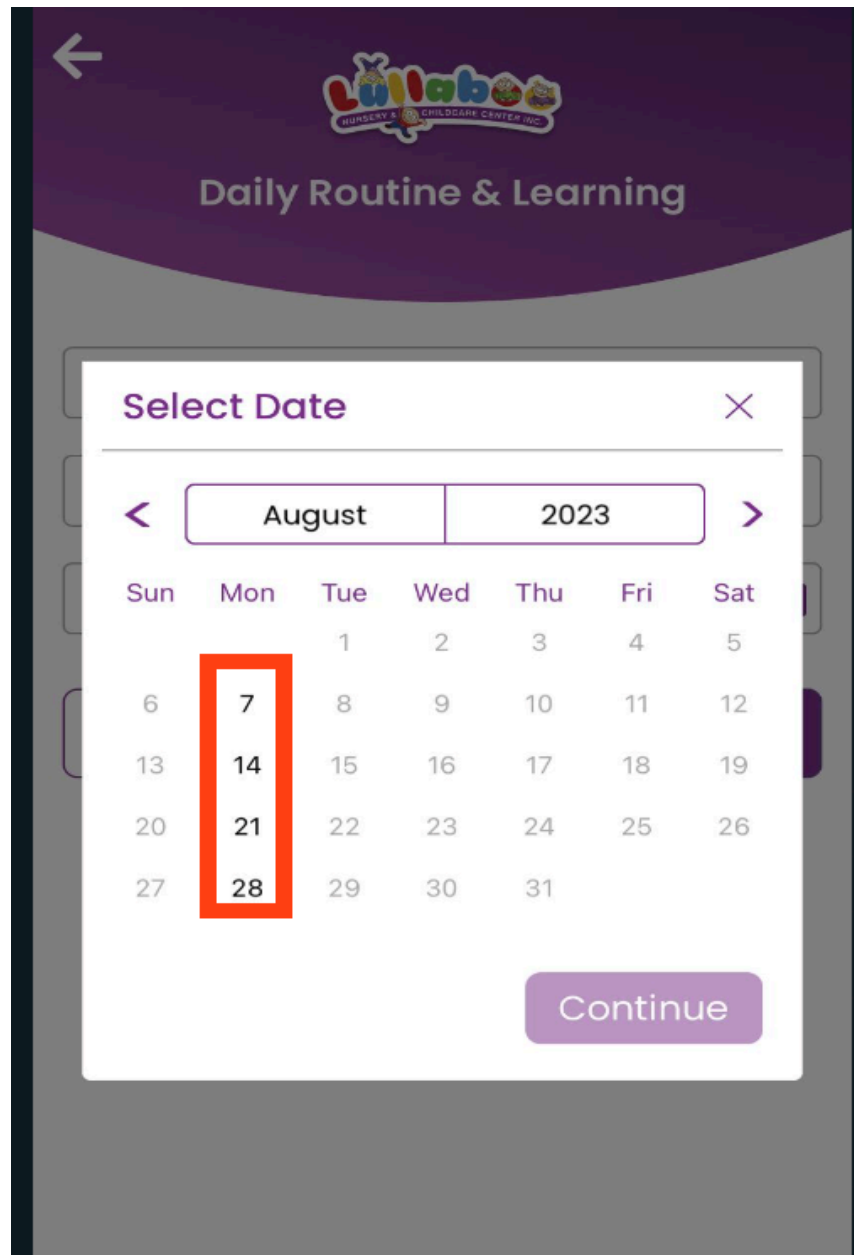 Lullaboo
NURSERY & CHILDCARE CENTER INC.
Daily Routine & Learning
Select Date
< August 2023 >
Sun Mon Tue Wed Thu Fri Sat
1 2 3 4 5
6 7 8 9 10 11 12
13 14 15 16 17 18 19
20 21 22 23 24 25 26
27 28 29 30 31
Continue